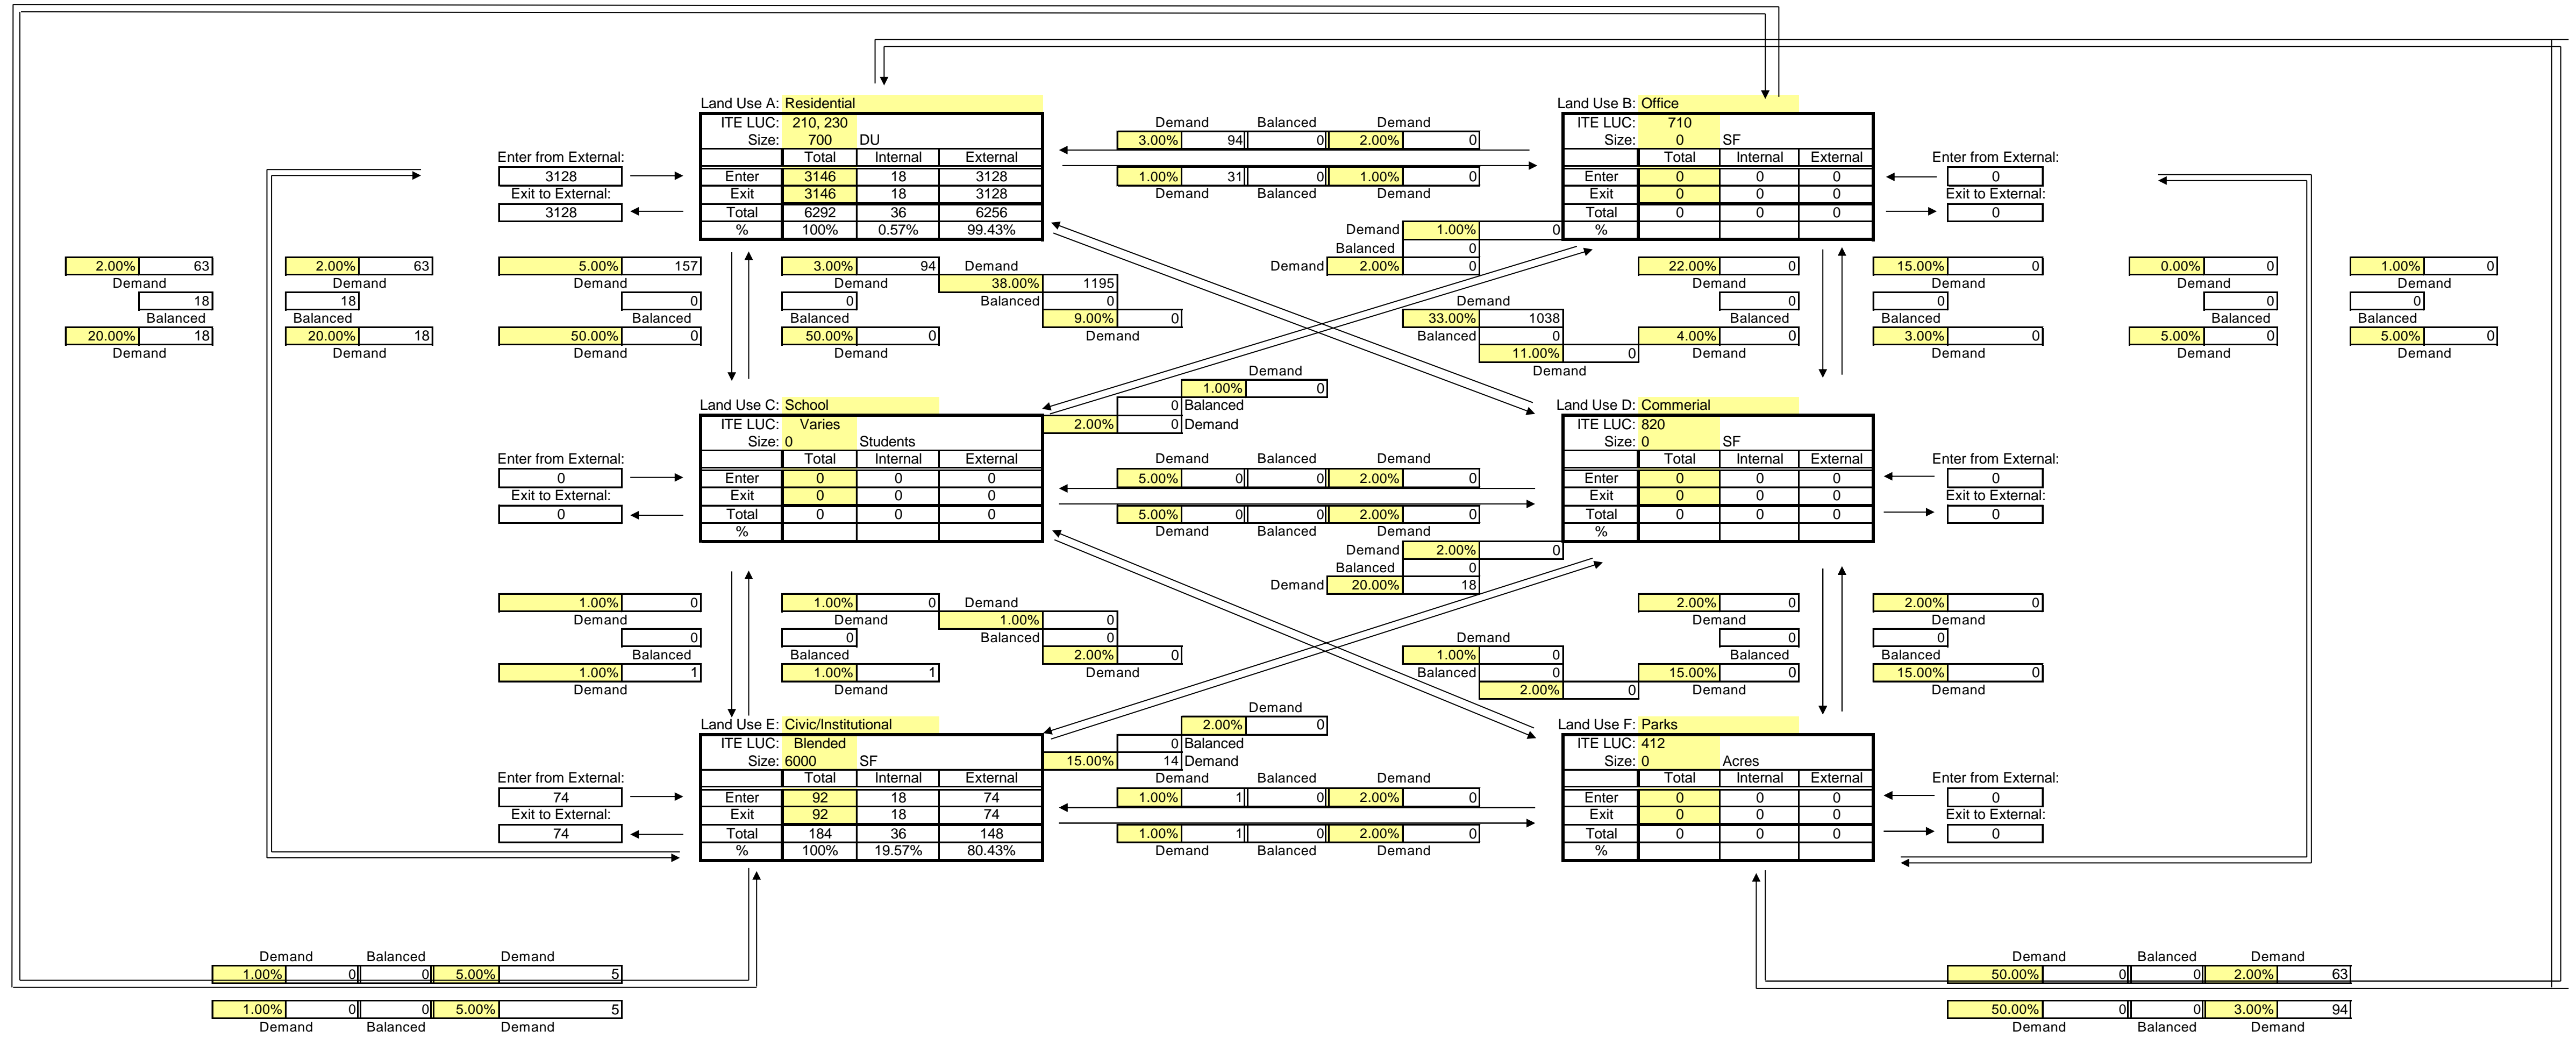 Land Use A: Residential
Land Use B: Office
ITE LUC: 210, 230
Demand Balanced Demand
ITE LUC: 710
Size: 700 DU
3.00% 94 0 2.00% 0
Size: 0 SF
Enter from External:
Total Internal External
Total Internal External
Enter from External:
3128
Enter 3146 18 3128
1.00% 31 0 1.00% 0
Enter 0 0 0
0
Exit to External:
Exit 3146 18 3128
Demand Balanced Demand
Exit 0 0 0
Exit to External:
3128
Total 6292 36 6256
Total 0 0 0
0
% 100% 0.57% 99.43%
Demand 1.00% 0
%
Balanced 0
Demand 2.00% 0
2.00% 63 2.00% 63 5.00% 157 3.00% 94 Demand
22.00% 0 15.00% 0 0.00% 0 1.00% 0
Demand Demand Demand Demand 38.00% 1195
Demand Demand Demand Demand
18 18 0 0 Balanced 0
Demand
0 0 0 0
Balanced Balanced Balanced Balanced 9.00% 0
33.00% 1038
Balanced Balanced Balanced Balanced
20.00% 18 20.00% 18 50.00% 0 50.00% 0 Demand
Balanced 0
4.00% 0 3.00% 0 5.00% 0 5.00% 0
Demand Demand Demand Demand
11.00% 0
Demand Demand Demand Demand
Demand
Demand
1.00% 0
Land Use C: School
0 Balanced
Land Use D: Commerial
ITE LUC: Varies
2.00% 0 Demand
ITE LUC: 820
Size: 0 Students
Size: 0 SF
Enter from External:
Total Internal External
Demand Balanced Demand
Total Internal External
Enter from External:
0
Enter 0 0 0
5.00% 0 0 2.00% 0
Enter 0 0 0
0
Exit to External:
Exit 0 0 0
Exit 0 0 0
Exit to External:
0
Total 0 0 0
5.00% 0 0 2.00% 0
Total 0 0 0
0
%
Demand Balanced Demand
%
Demand 2.00% 0
Balanced 0
Demand 20.00% 18
1.00% 0 1.00% 0 Demand
2.00% 0 2.00% 0
Demand Demand 1.00% 0
Demand Demand
0 0 Balanced 0
Demand
0 0
Balanced Balanced 2.00% 0
1.00% 0
Balanced Balanced
1.00% 1 1.00% 1 Demand
Balanced 0
15.00% 0 15.00% 0
Demand Demand
2.00% 0
Demand Demand
Demand
Land Use E: Civic/Institutional
2.00% 0
Land Use F: Parks
ITE LUC: Blended
0 Balanced
ITE LUC: 412
Size: 6000 SF
15.00% 14 Demand
Size: 0 Acres
Enter from External:
Total Internal External
Demand Balanced Demand
Total Internal External
Enter from External:
74
Enter 92 18 74
1.00% 1 0 2.00% 0
Enter 0 0 0
0
Exit to External:
Exit 92 18 74
Exit 0 0 0
Exit to External:
74
Total 184 36 148
1.00% 1 0 2.00% 0
Total 0 0 0
0
% 100% 19.57% 80.43%
Demand Balanced Demand
%
Demand Balanced Demand
Demand Balanced Demand
1.00% 0 0 5.00% 5
50.00% 0 0 2.00% 63
1.00% 0 0 5.00% 5
50.00% 0 0 3.00% 94
Demand Balanced Demand
Demand Balanced Demand